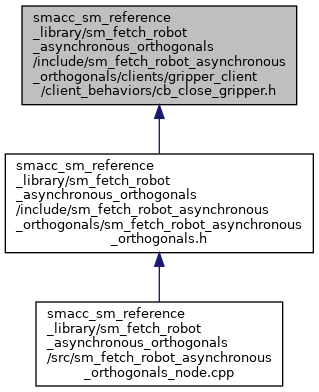 smacc_sm_reference
_library/sm_fetch_robot
_asynchronous_orthogonals
/include/sm_fetch_robot_asynchronous
_orthogonals/clients/gripper_client
/client_behaviors/cb_close_gripper.h
smacc_sm_reference
_library/sm_fetch_robot
_asynchronous_orthogonals
/include/sm_fetch_robot_asynchronous
_orthogonals/sm_fetch_robot_asynchronous
_orthogonals.h
smacc_sm_reference
_library/sm_fetch_robot
_asynchronous_orthogonals
/src/sm_fetch_robot_asynchronous
_orthogonals_node.cpp